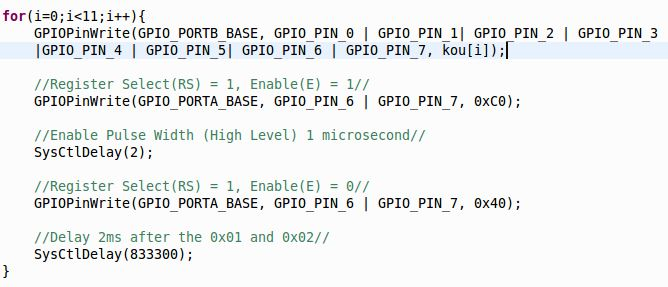 for(i=0;i<11;i++){
GPIOPinWrite(GPIO_PORTB_BASE, GPIO_PIN_0 | GPIO_PIN_1| GPIO_PIN_2 | GPIO_PIN_3
|GPIO_PIN_4 | GPIO_PIN_5| GPIO_PIN_6 | GPIO_PIN_7, kou[i]);
//Register Select(RS) = 1, Enable(E) = 1//
GPIOPinWrite(GPIO_PORTA_BASE, GPIO_PIN_6 | GPIO_PIN_7, 0xC0);
//Enable Pulse Width (High Level) 1 microsecond//
SysCtlDelay(2);
//Register Select(RS) = 1, Enable(E) = 0//
GPIOPinWrite(GPIO_PORTA_BASE, GPIO_PIN_6 | GPIO_PIN_7, 0x40);
//Delay 2ms after the 0x01 and 0x02//
SysCtlDelay(833300);
}